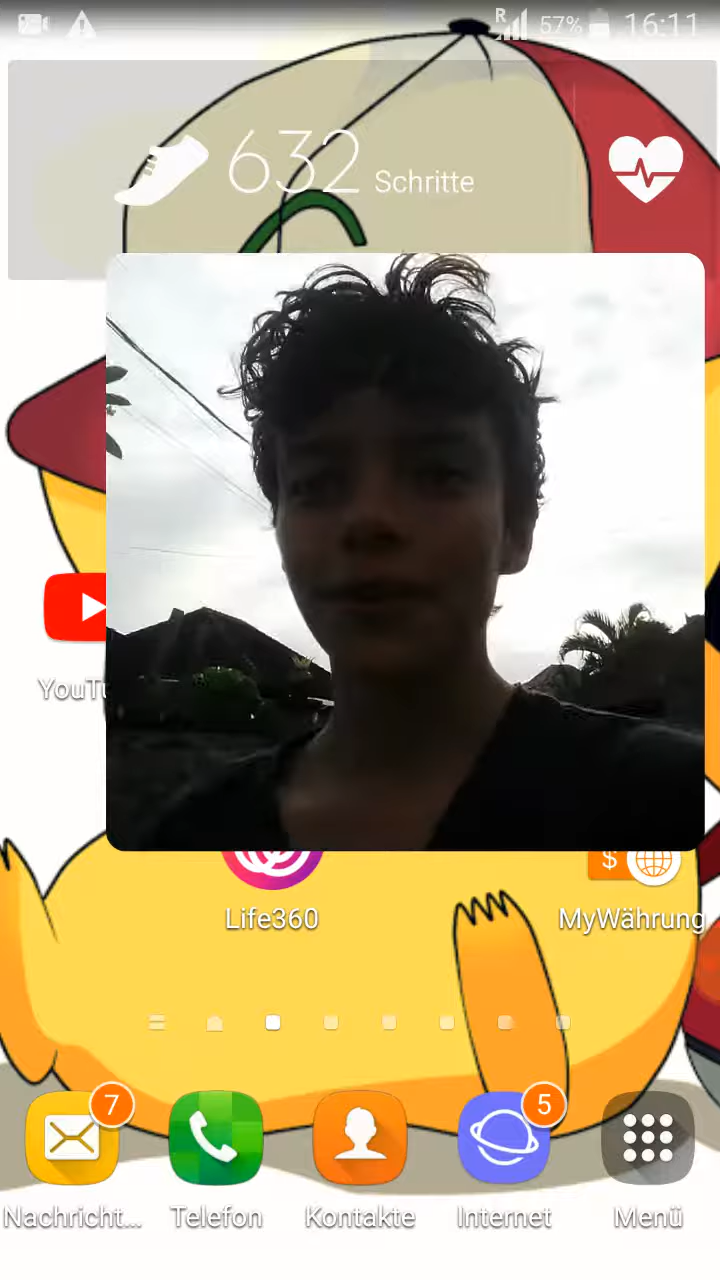 R 57% 16:11
632 Schritte
YouTu
$
Life360 MyWährung
7 5
Nachricht... Telefon Kontakte Internet Menü